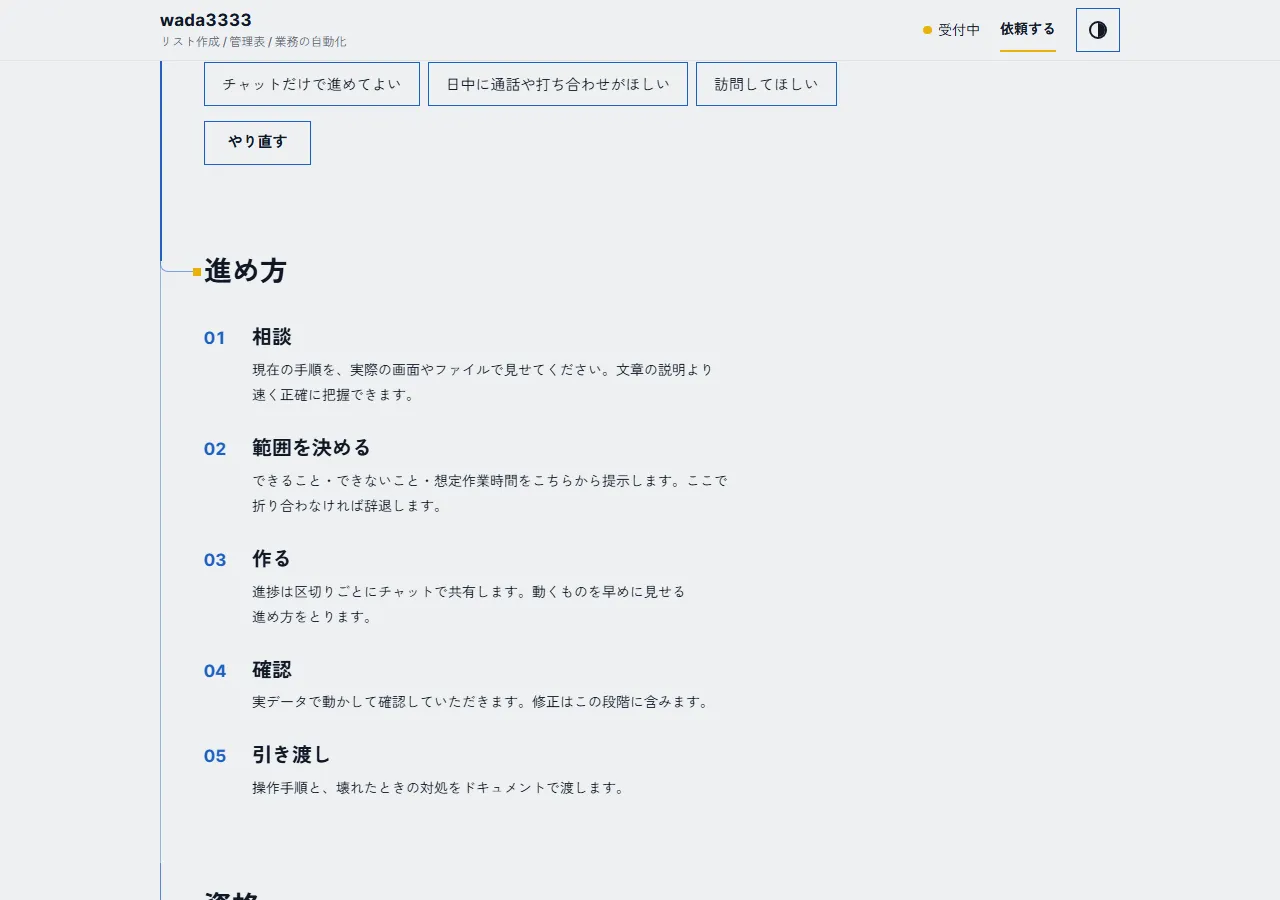 wada3333
リスト作成 / 管理表 / 業務の自動化
受付中
依頼する
チャットだけで進めてよい
日中に通話や打ち合わせがほしい
訪問してほしい
やり直す
進め方
01 相談
現在の手順を、実際の画面やファイルで見せてください。文章の説明より
速く正確に把握できます。
02 範囲を決める
できること・できないこと・想定作業時間をこちらから提示します。ここで
折り合わなければ辞退します。
03 作る
進捗は区切りごとにチャットで共有します。動くものを早めに見せる
進め方をとります。
04 確認
実データで動かして確認していただきます。修正はこの段階に含みます。
05 引き渡し
操作手順と、壊れたときの対処をドキュメントで渡します。